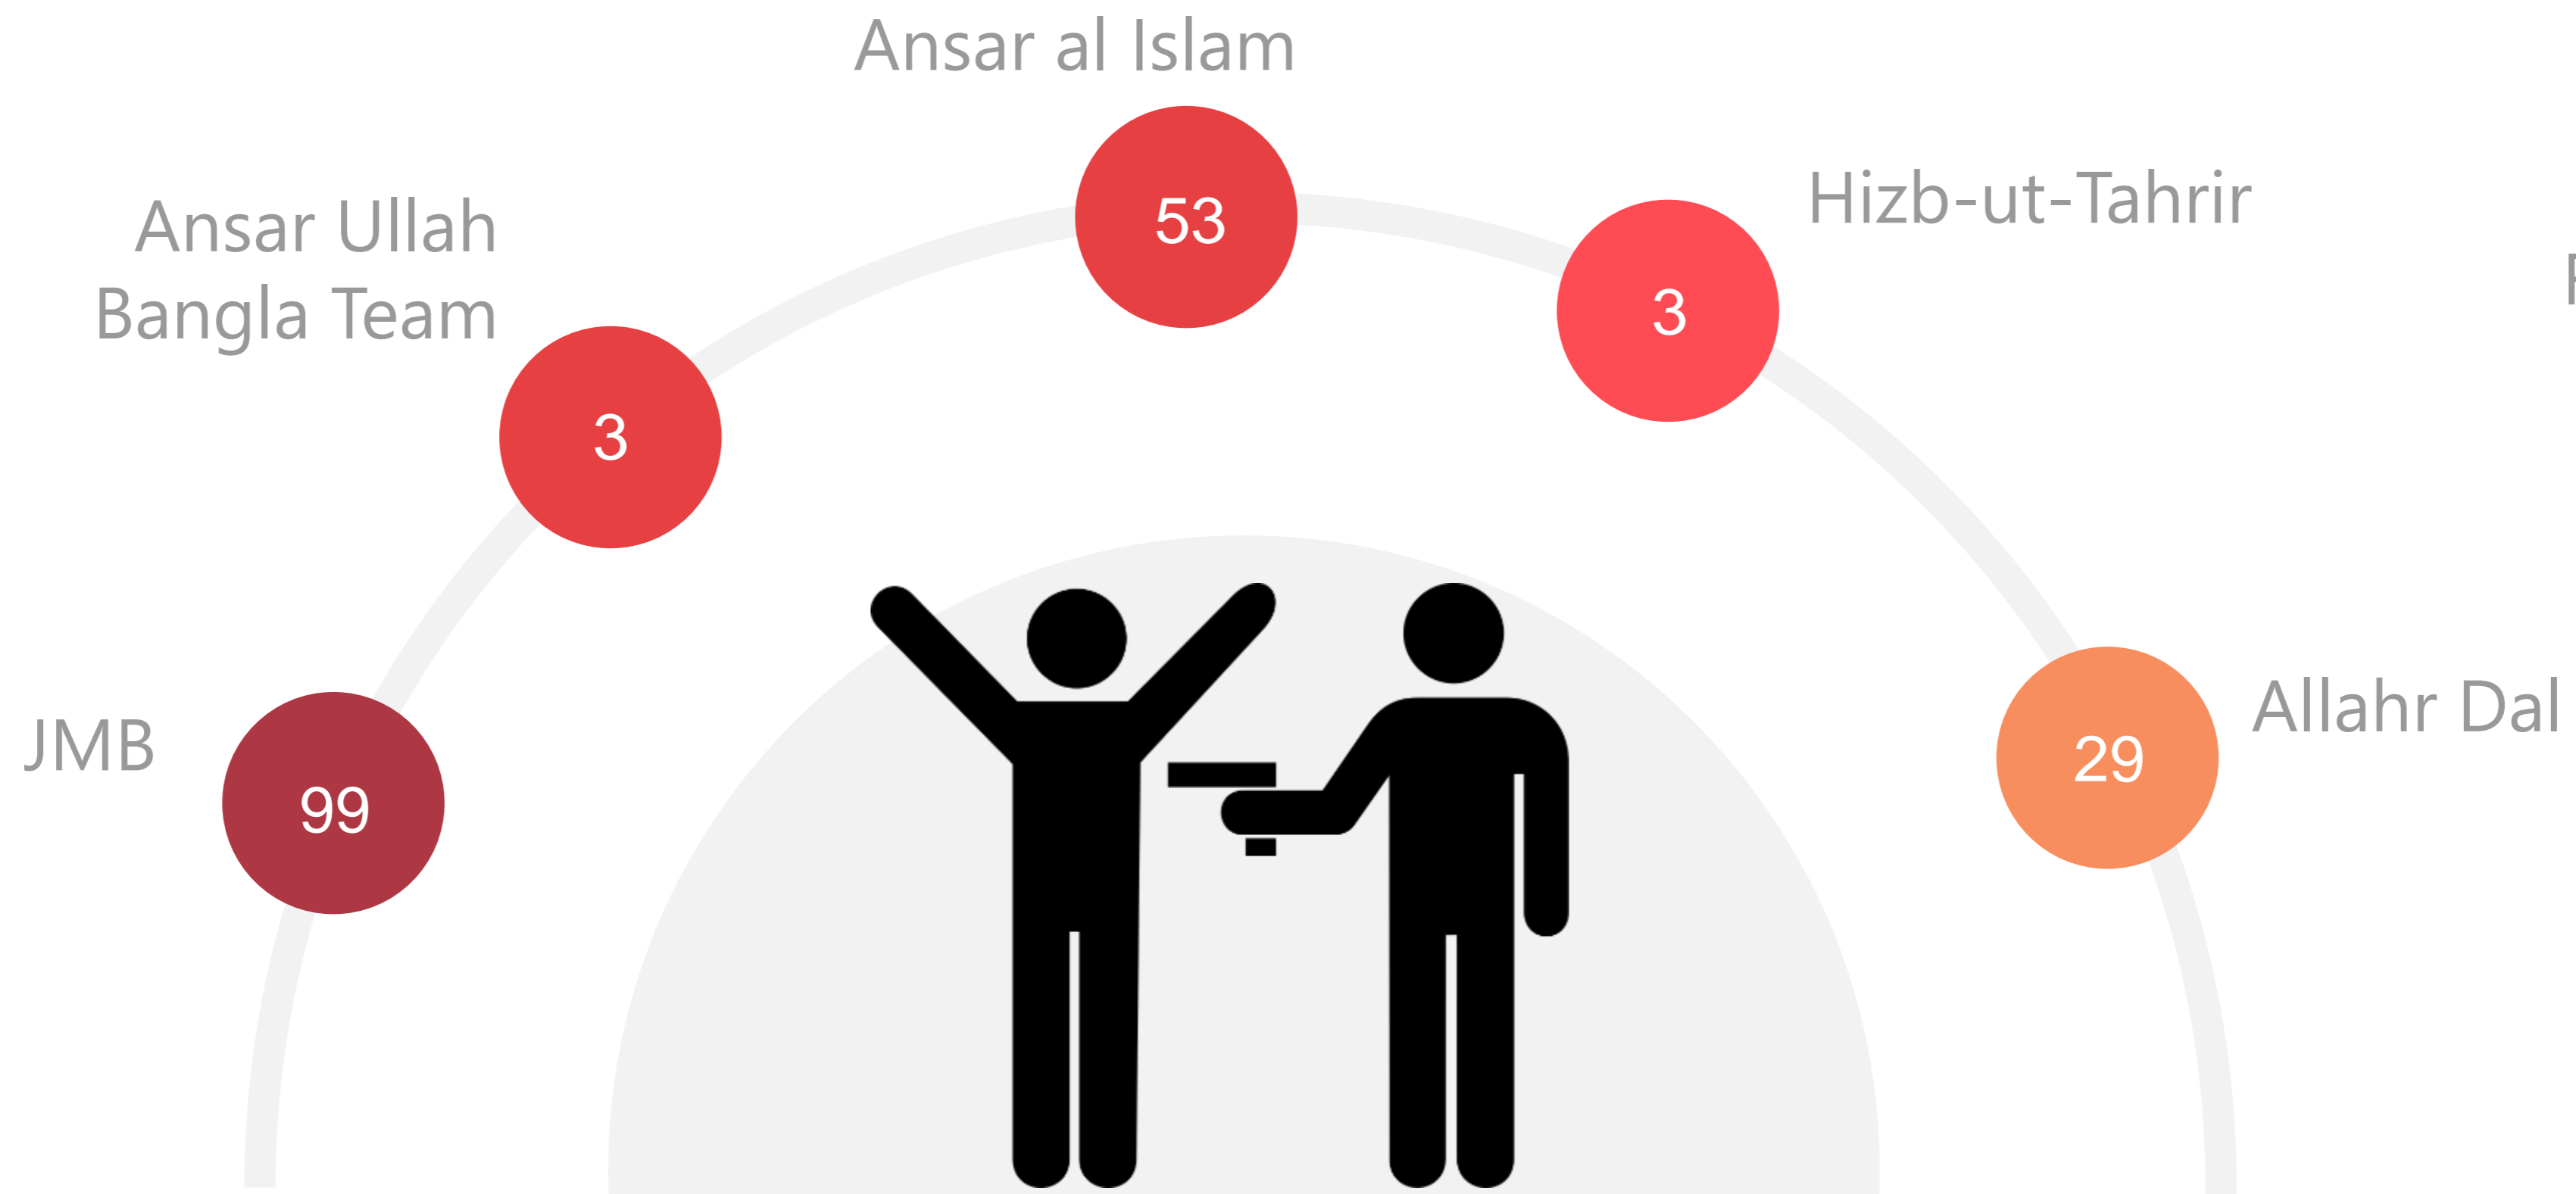 Ansar al Islam
53
Hizb-ut-Tahrir
3
Ansar Ullah
Bangla Team
3
JMB
99
Allahr Dal
29